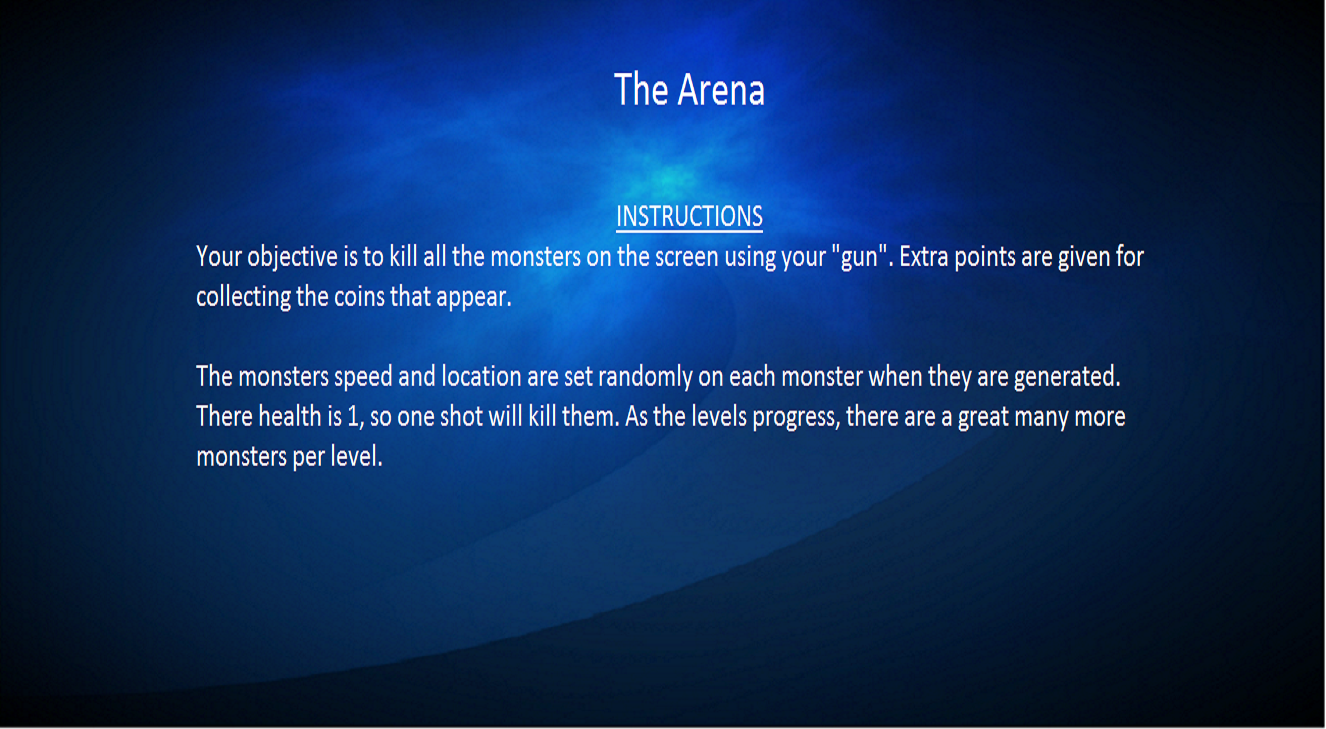 The Arena
INSTRUCTIONS
Your objective is to kill all the monsters on the screen using your "gun". Extra points are given for
collecting the coins that appear.
The monsters speed and location are set randomly on each monster when they are generated.
There health is 1, so one shot will kill them. As the levels progress, there are a great many more
monsters per level.